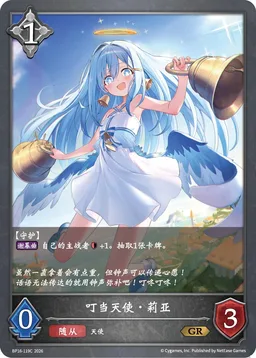 1
【守护】
谢幕曲 自己的主战者 +1。抽取1张卡牌。
虽然一直拿着会有点重，但钟声可以传递心愿！
话语无法传达的就用钟声弥补吧！叮咚叮咚！
叮当天使·莉亚
0
随从 天使
GR
3
2026
© Cygames, Inc. Published by NetEase Games